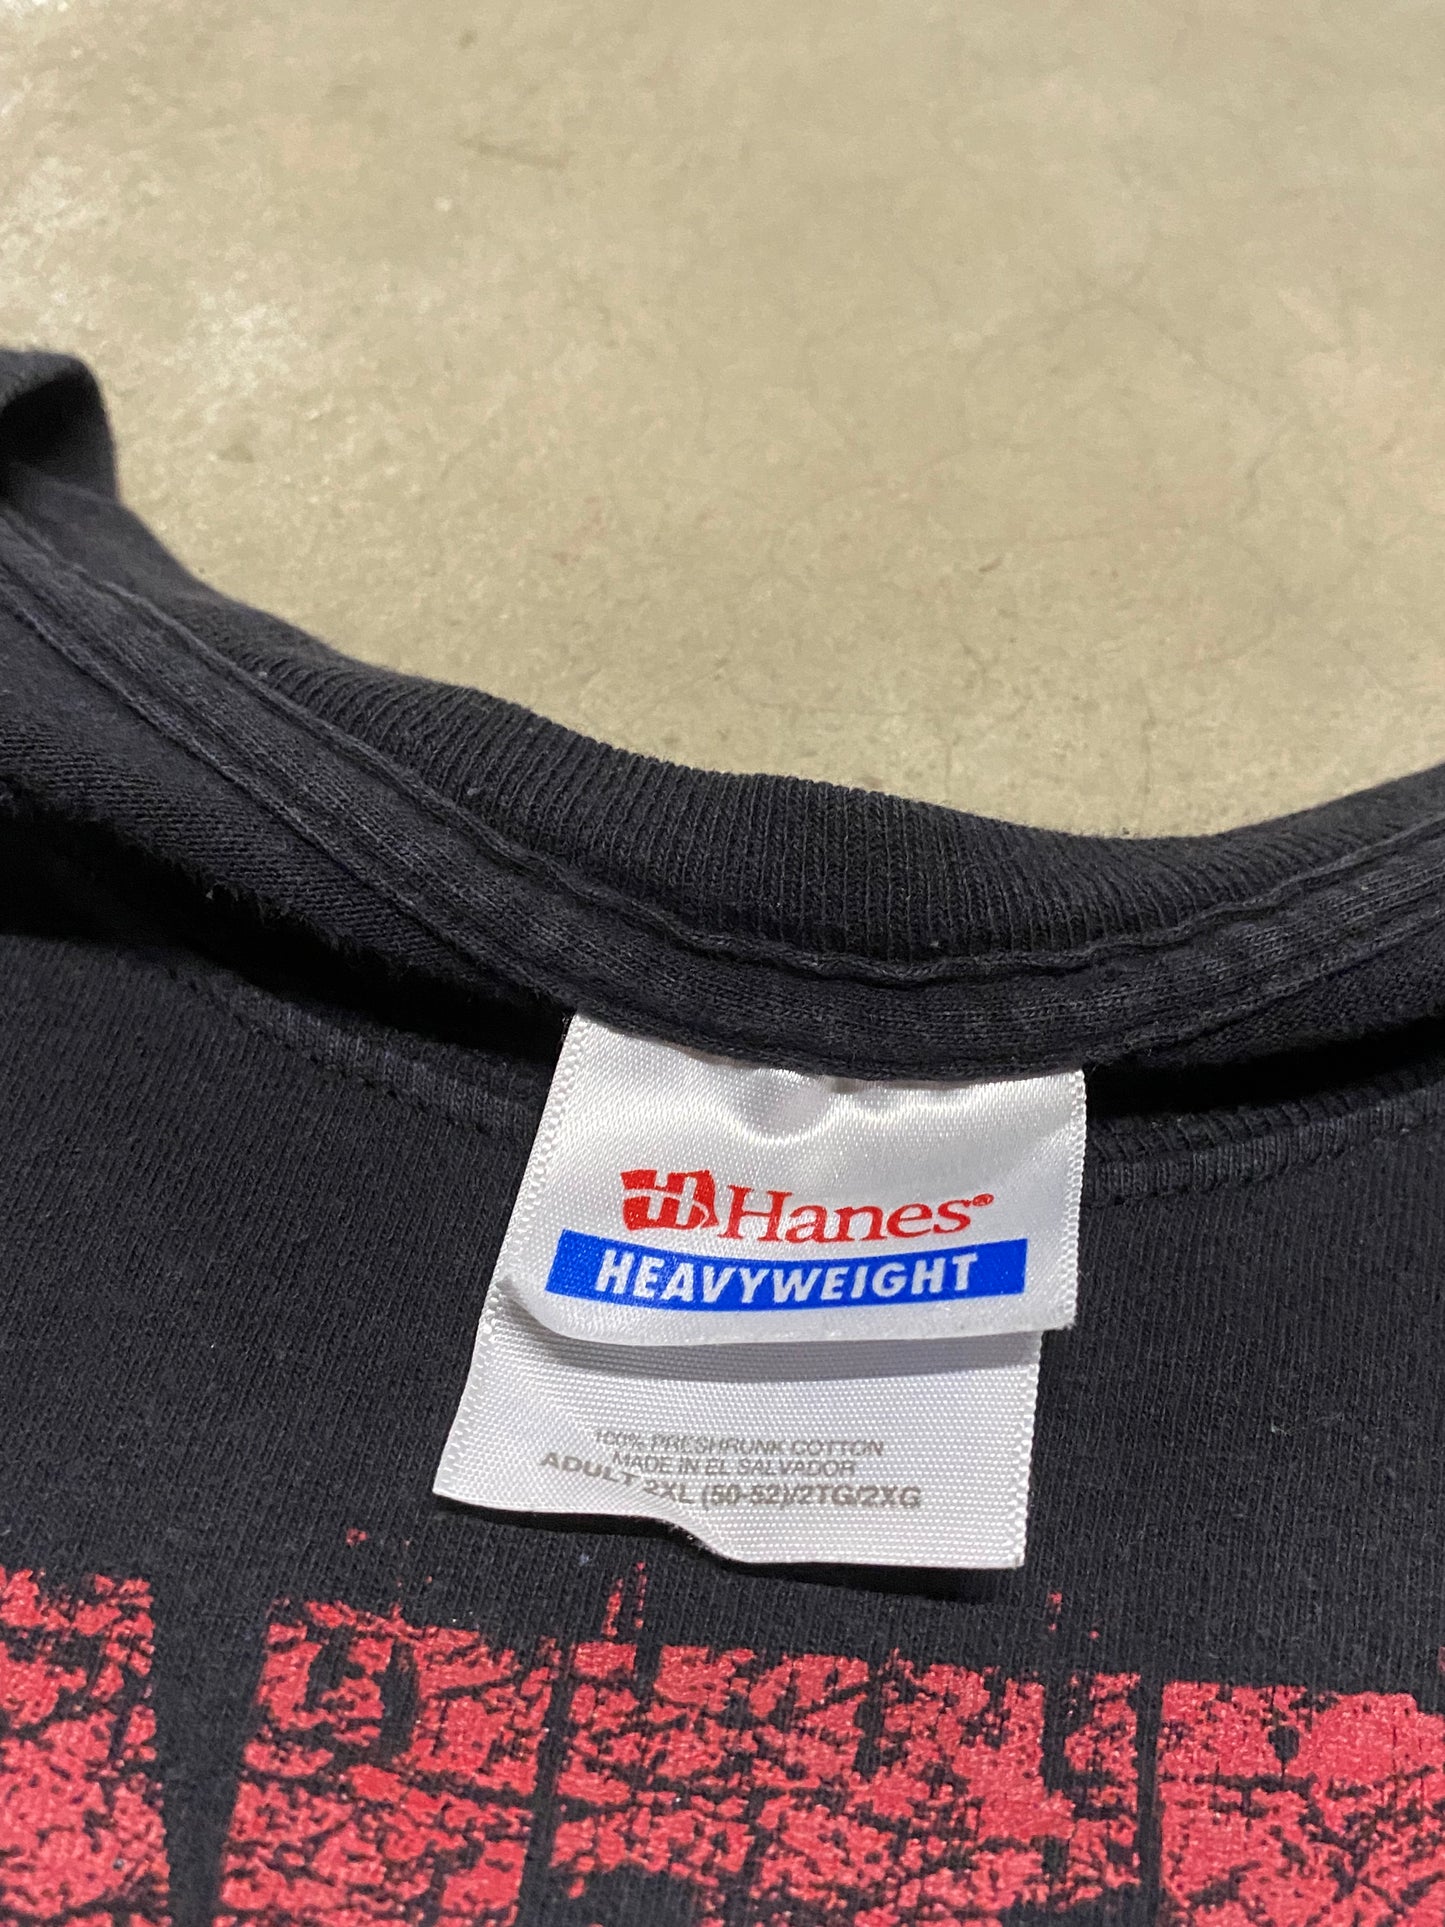 Hanes®
HEAVYWEIGHT
100% PRESHRUNK COTTON
MADE IN EL SALVADOR
ADULT 2XL (50-52)/2TG/2XG